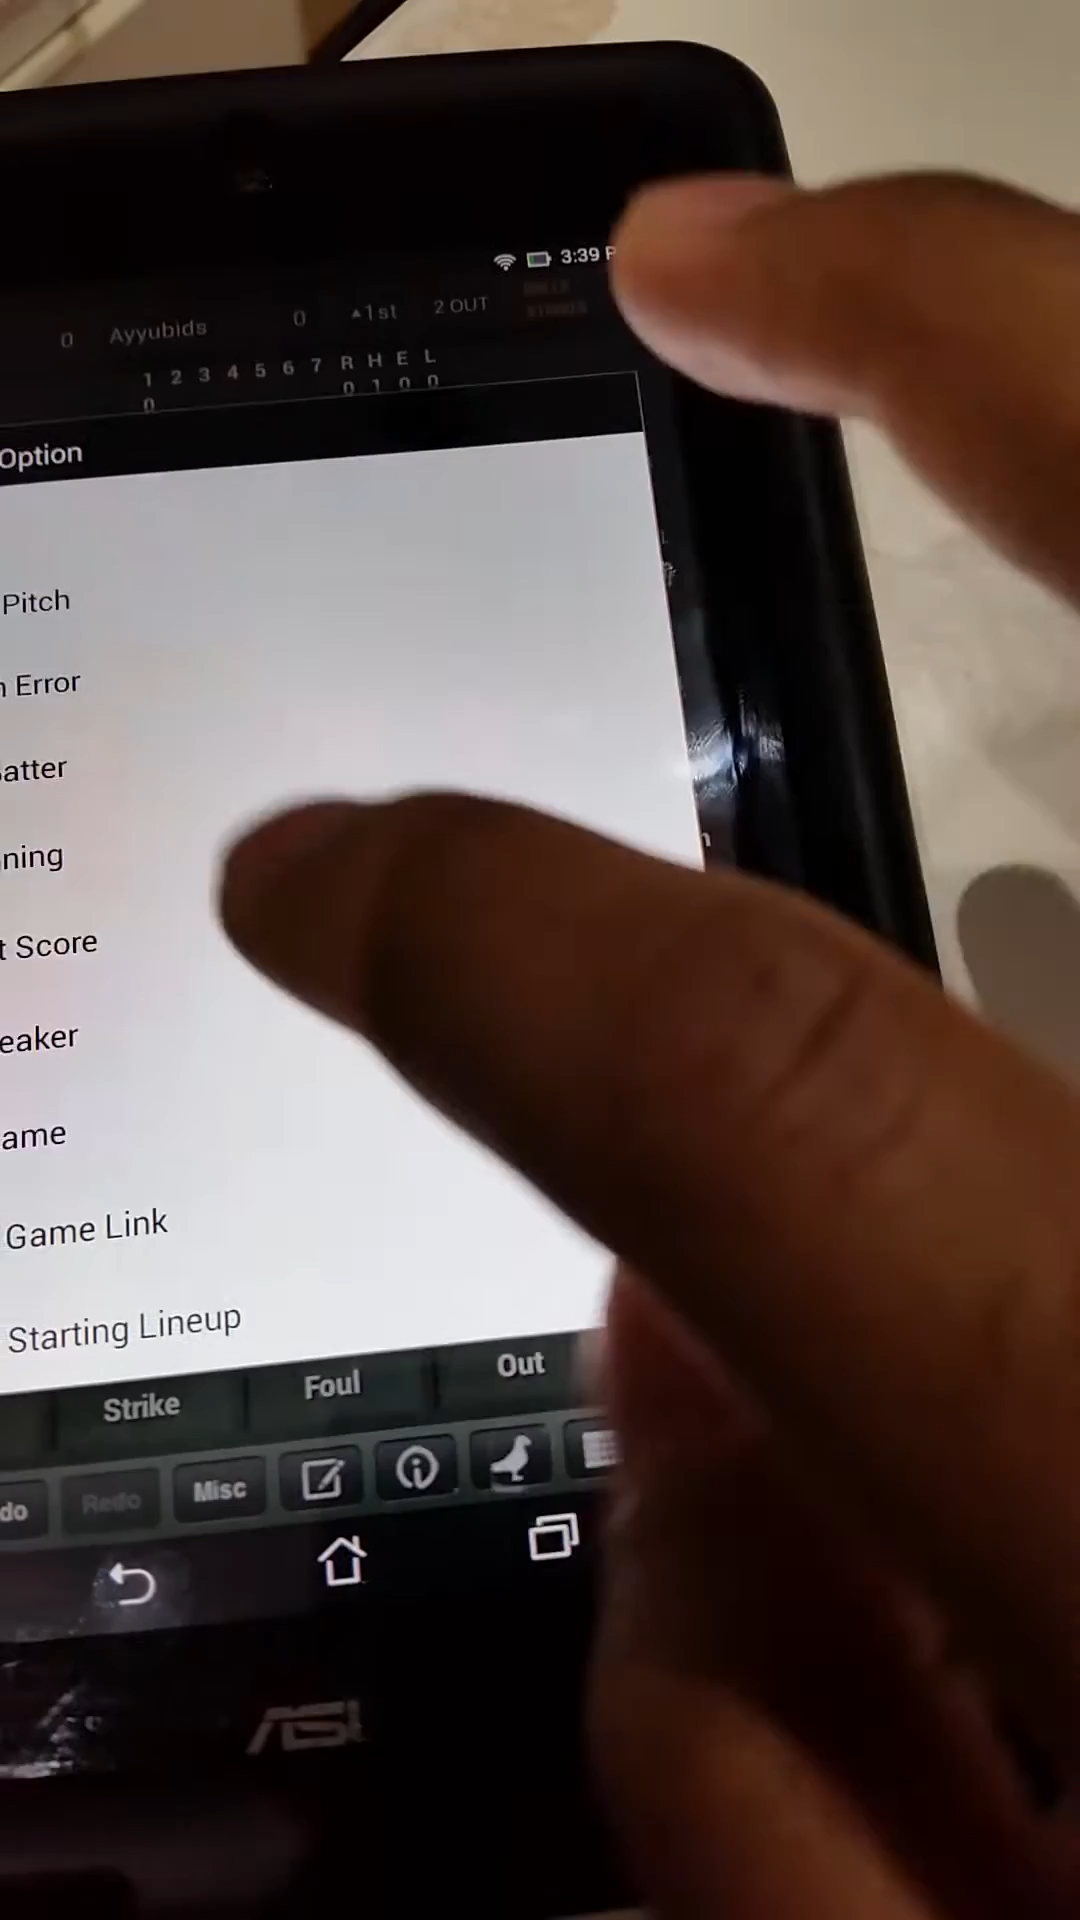 3:39
0 Ayyubids 0 ▲1st 2 OUT
BALLS
STRIKES
1 2 3 4 5 6 7 R H E L
0 0 1 0 0
Option
Pitch
Error
atter
ning
t Score
eaker
ame
Game Link
Starting Lineup
Strike Foul Out
do Redo Misc